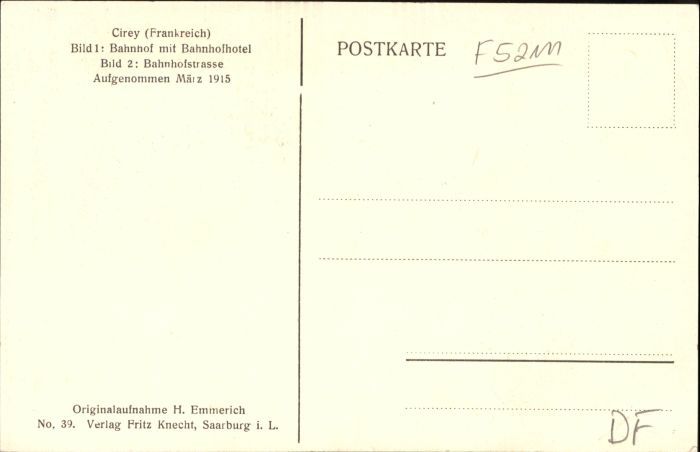 Cirey (Frankreich)
Bild 1: Bahnhof mit Bahnhofhotel
Bild 2: Bahnhofstrasse
Aufgenommen März 1915
Originalaufnahme H. Emmerich
No. 39. Verlag Fritz Knecht, Saarburg i. L.
POSTKARTE
F52M
DF